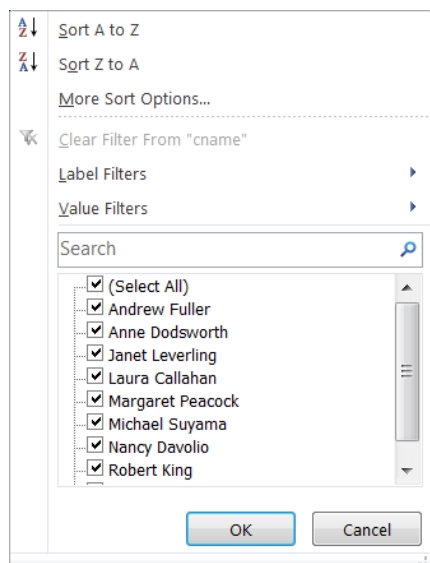 Sort A to Z
Sort Z to A
More Sort Options...
Clear Filter From "cname"
Label Filters
Value Filters
Search
(Select All)
Andrew Fuller
Anne Dodsworth
Janet Leverling
Laura Callahan
Margaret Peacock
Michael Suyama
Nancy Davolio
Robert King
OK
Cancel